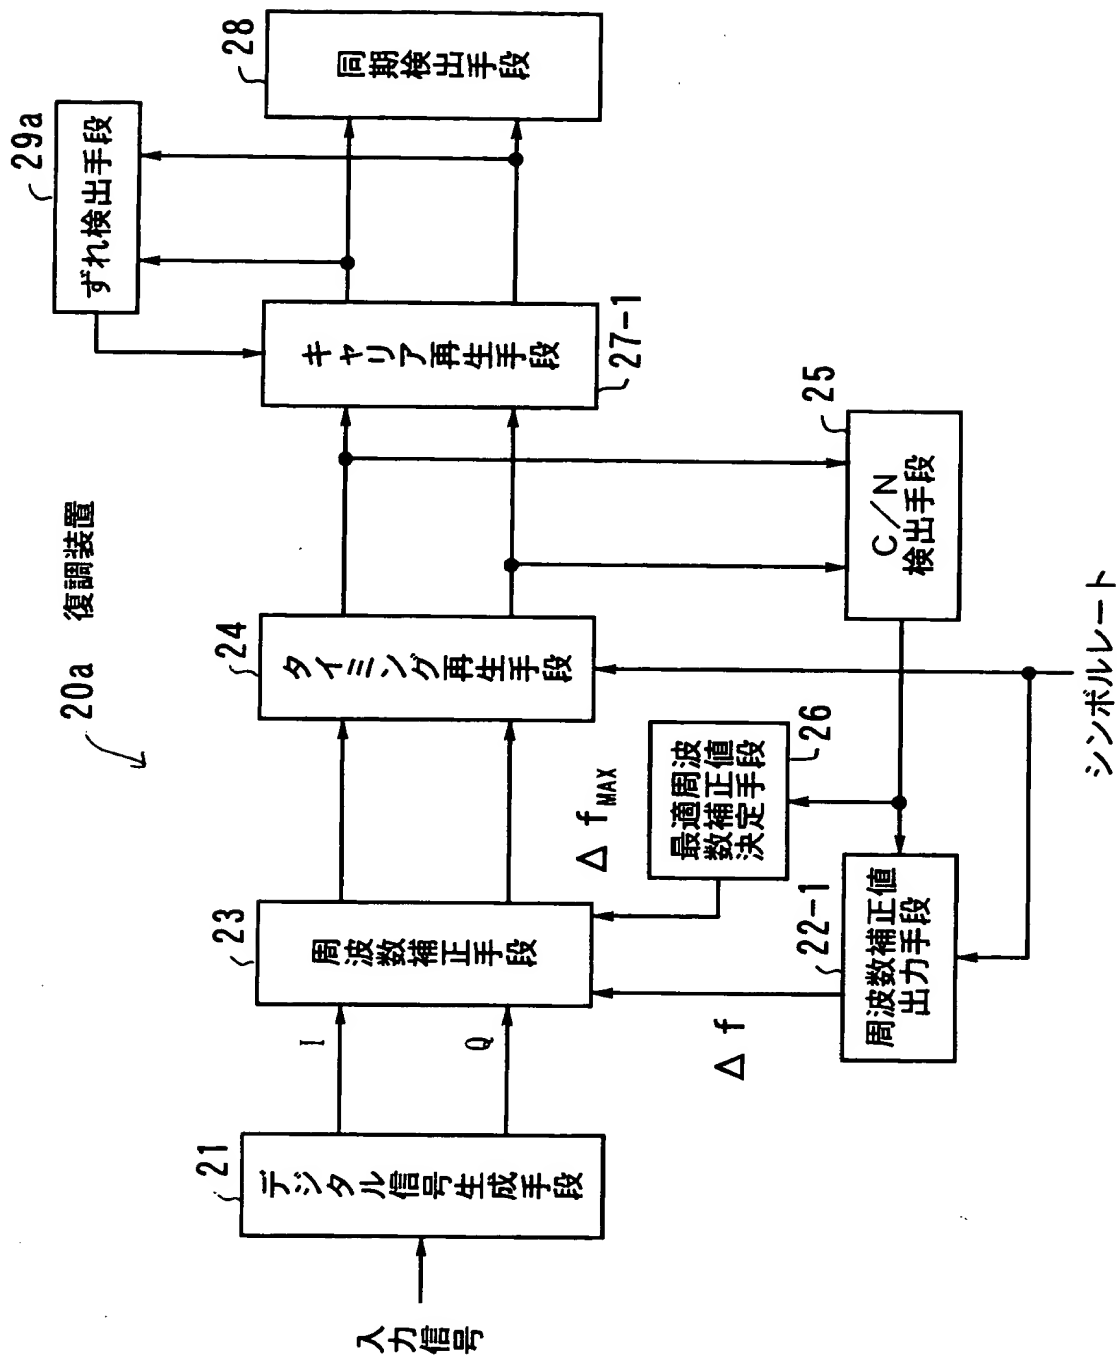 20a 復調装置
入力信号
21
デジタル信号生成手段
I
Q
23
周波数補正手段
Δf
Δf MAX
22-1
周波数補正値
出力手段
26
最適周波
数補正値
決定手段
24
タイミング再生手段
シンボルレート
25
C/N
検出手段
27-1
キャリア再生手段
29a
ずれ検出手段
28
同期検出手段